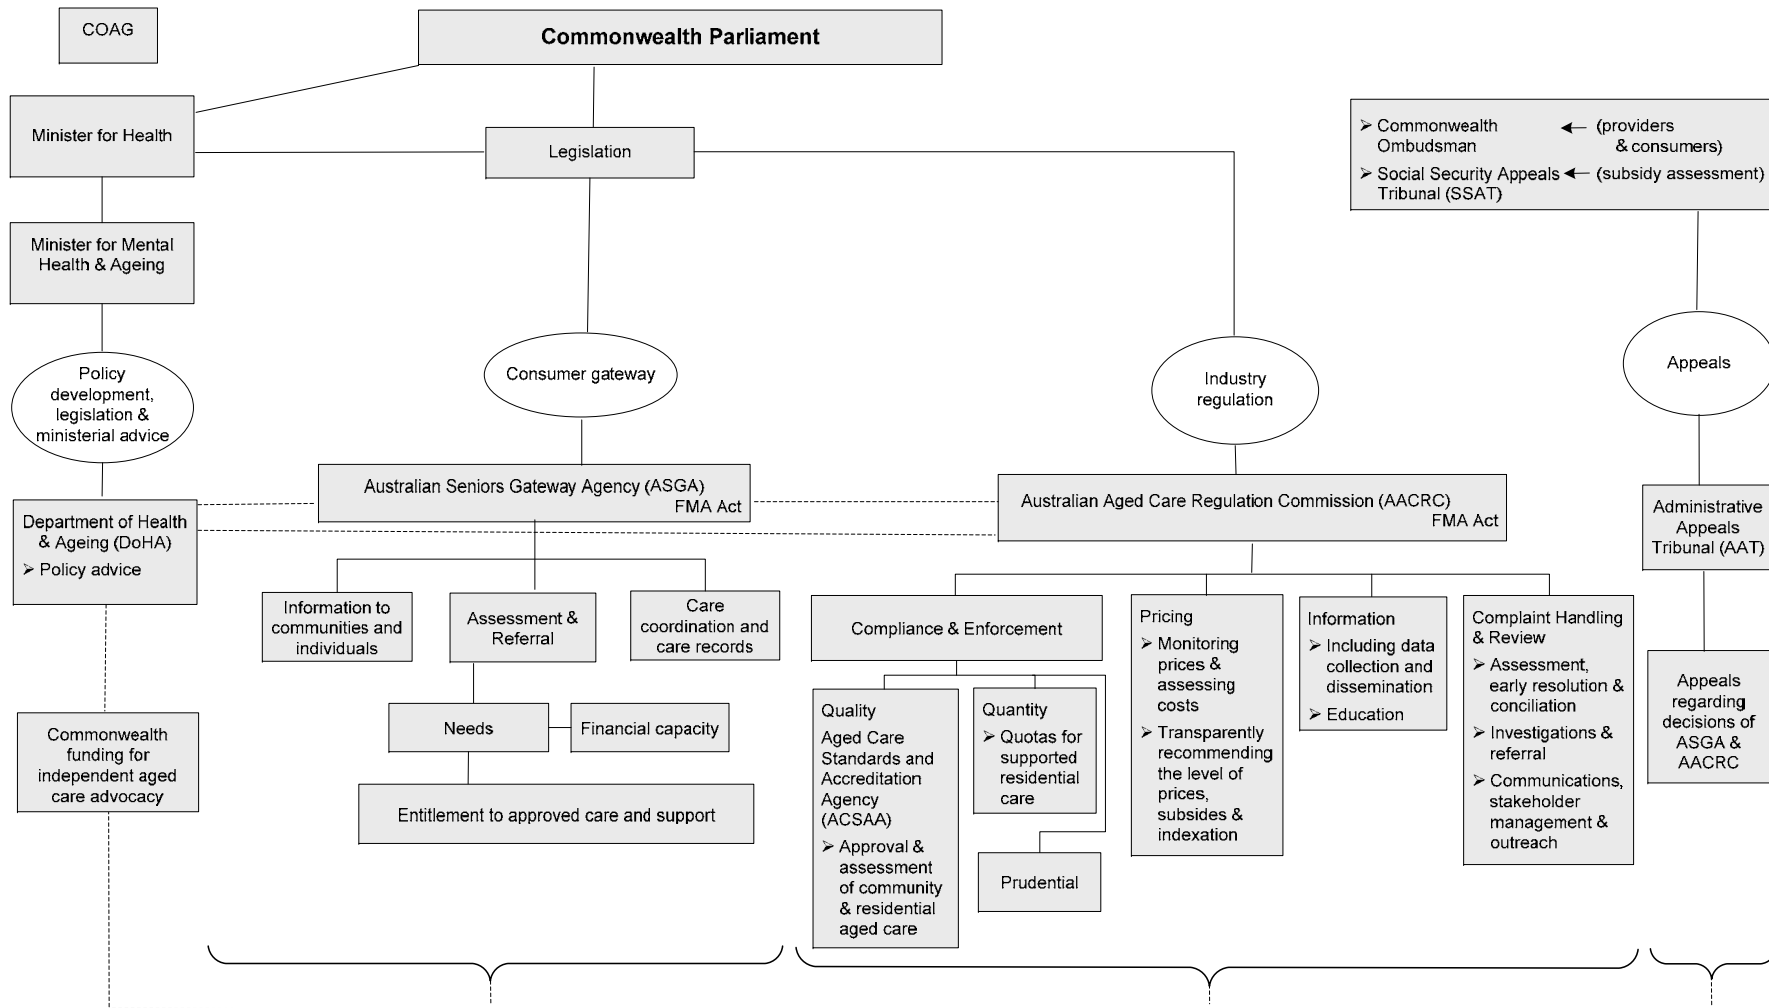 COAG
Commonwealth Parliament
Minister for Health
Legislation
➢ Commonwealth
Ombudsman
(providers
& consumers)
➢ Social Security Appeals
Tribunal (SSAT)
(subsidy assessment)
Minister for Mental
Health & Ageing
Policy
development,
legislation &
ministerial advice
Consumer gateway
Industry
regulation
Appeals
Department of Health
& Ageing (DoHA)
➢ Policy advice
Australian Seniors Gateway Agency (ASGA)
FMA Act
Australian Aged Care Regulation Commission (AACRC)
FMA Act
Administrative
Appeals
Tribunal (AAT)
Information to
communities and
individuals
Assessment &
Referral
Care
coordination and
care records
Compliance & Enforcement
Pricing
➢ Monitoring
prices &
assessing
costs
➢ Transparently
recommending
the level of
prices,
subsides &
indexation
Information
➢ Including data
collection and
dissemination
➢ Education
Complaint Handling
& Review
➢ Assessment,
early resolution &
conciliation
➢ Investigations &
referral
➢ Communications,
stakeholder
management &
outreach
Appeals
regarding
decisions of
ASGA &
AACRC
Commonwealth
funding for
independent aged
care advocacy
Needs
Financial capacity
Entitlement to approved care and support
Quality
Aged Care
Standards and
Accreditation
Agency
(ACSAA)
➢ Approval &
assessment
of community
& residential
aged care
Quantity
➢ Quotas for
supported
residential
care
Prudential